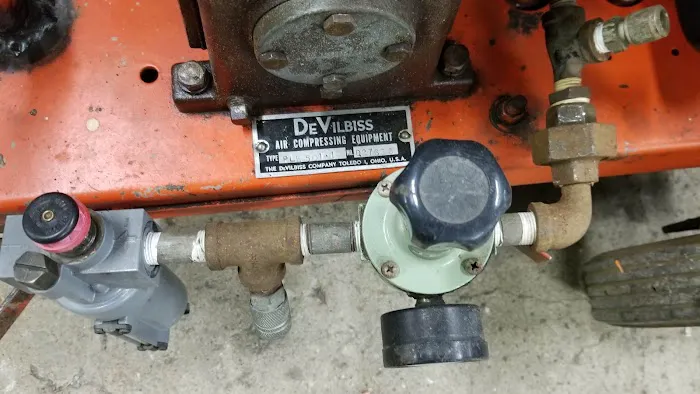 DEVILBISS
AIR COMPRESSING EQUIPMENT
TYPE NO.
THE DEVILBISS COMPANY TOLEDO 1, OHIO, U.S.A.